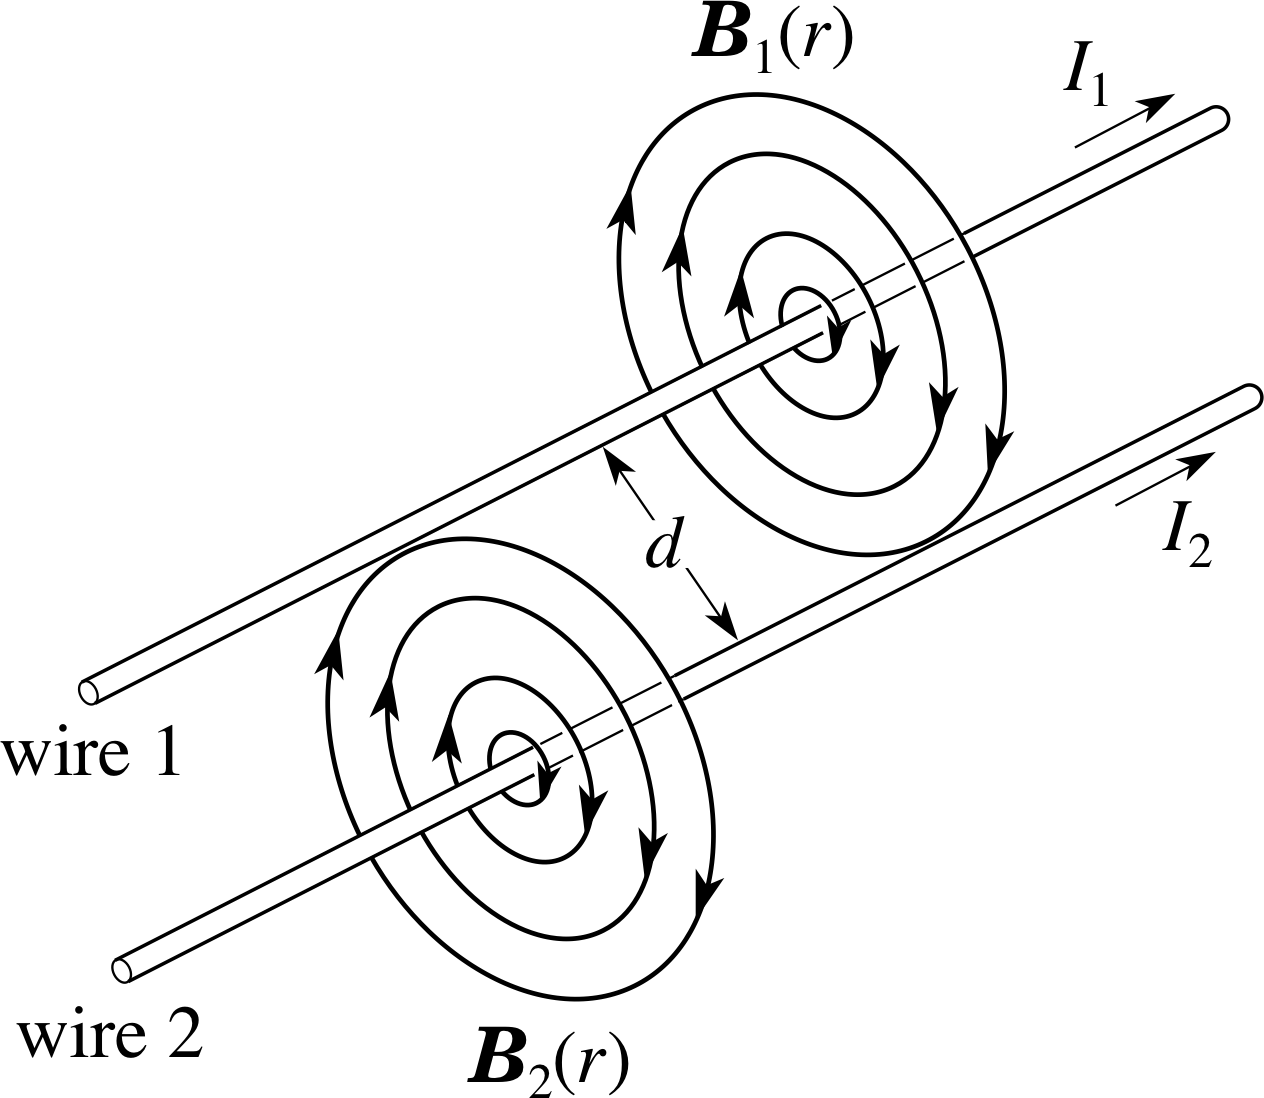 B₁(r)
I₁
d
I₂
wire 1
wire 2
B₂(r)